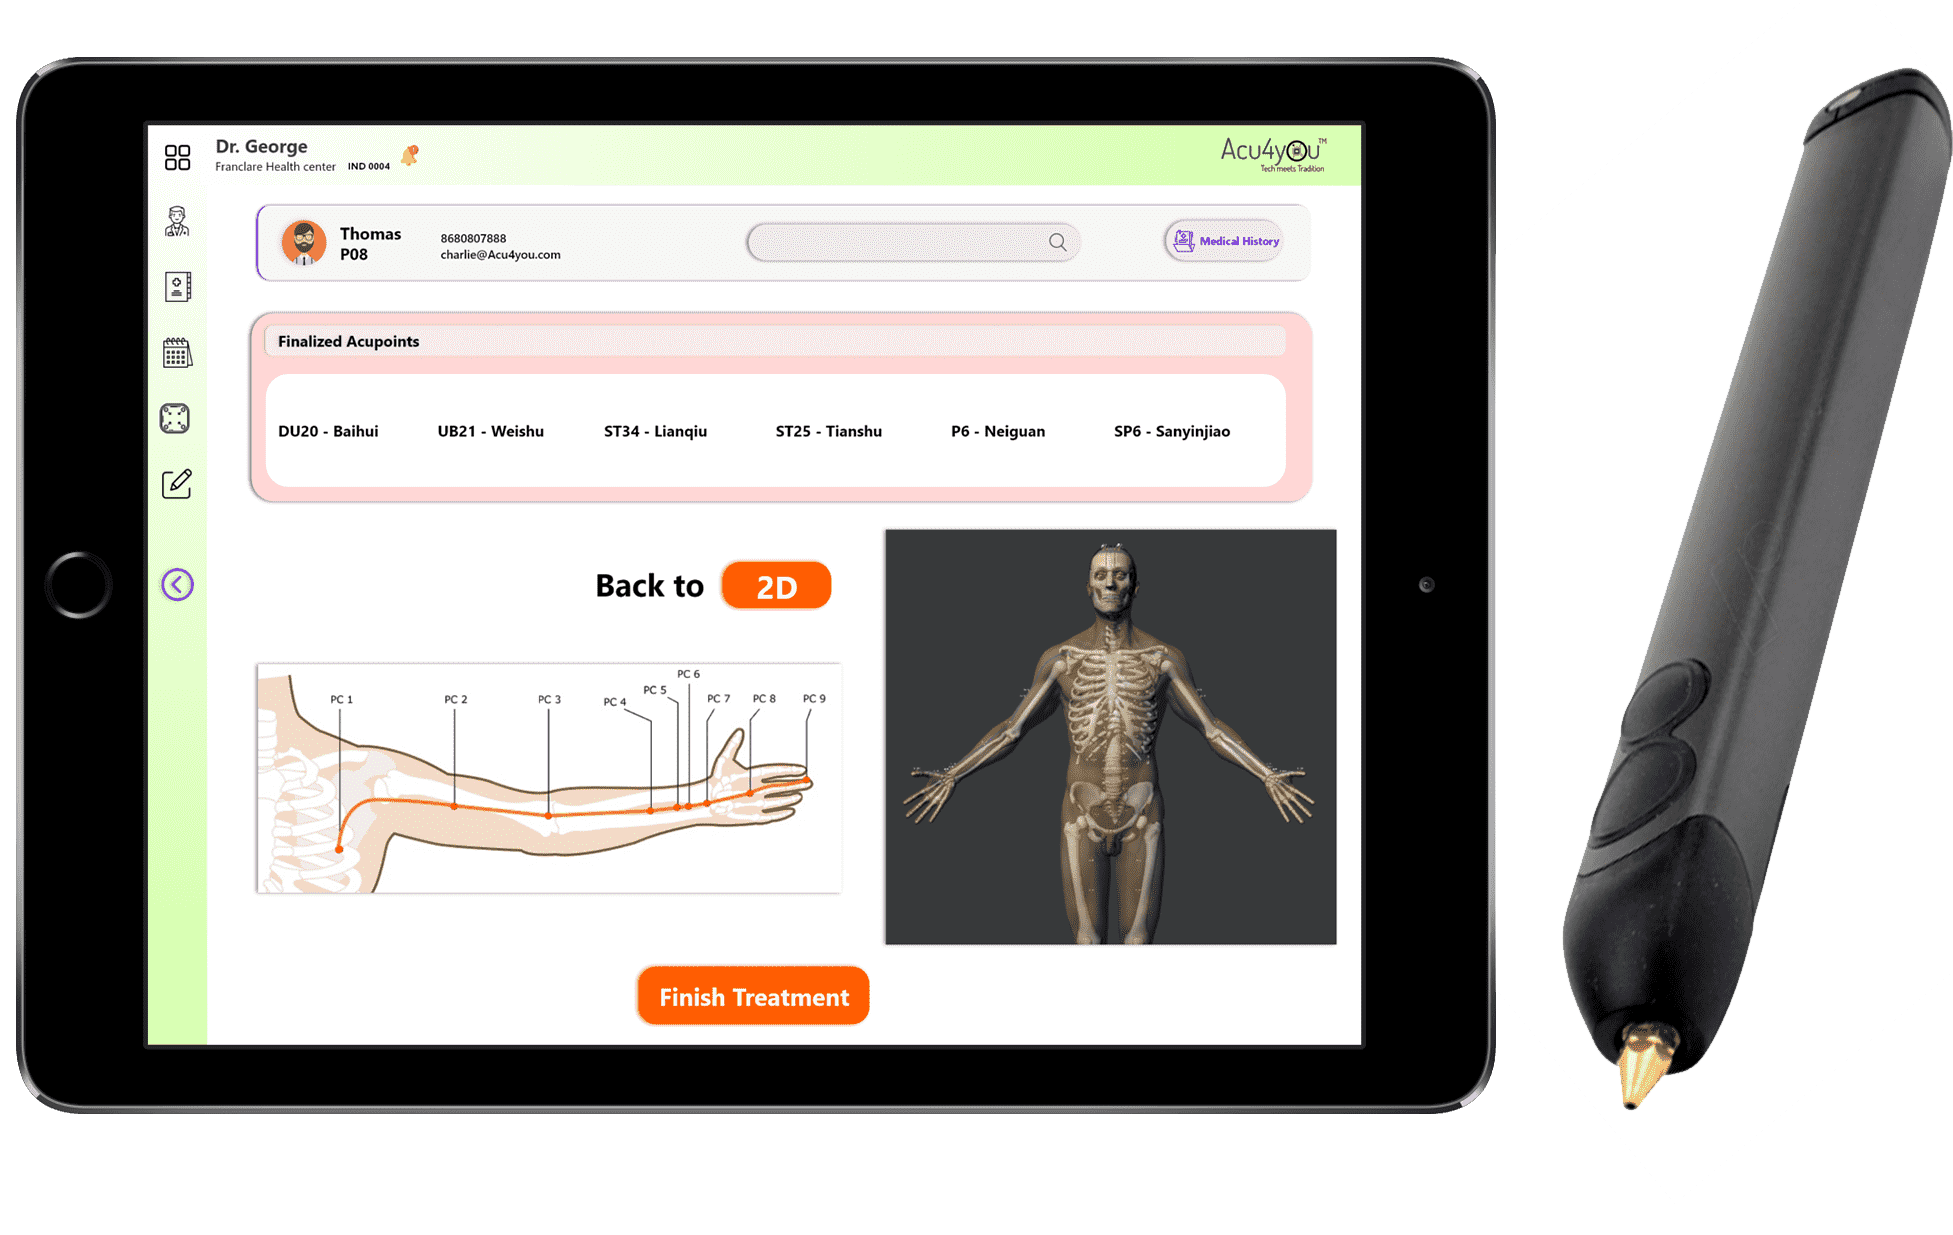 Dr. George
Franclare Health center IND 0004
Acu4you™
Tech meets Tradition
Thomas
P08
8680807888
charlie@Acu4you.com
Medical History
Finalized Acupoints
DU20 - Baihui UB21 - Weishu ST34 - Lianqiu ST25 - Tianshu P6 - Neiguan SP6 - Sanyinjiao
Back to 2D
PC 1 PC 2 PC 3 PC 4 PC 5 PC 6 PC 7 PC 8 PC 9
Finish Treatment